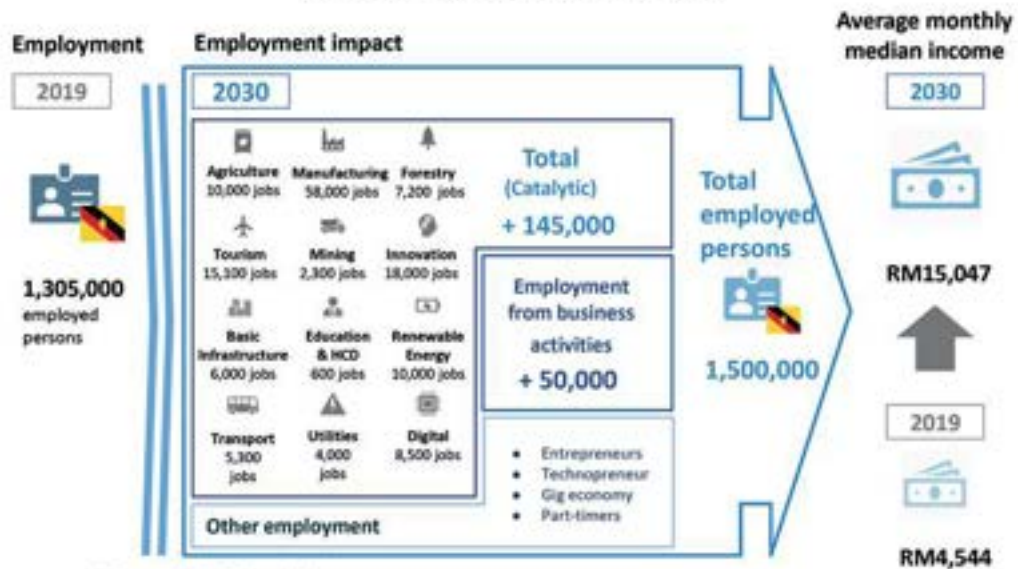 Employment
2019
1,305,000
employed
persons
Employment impact
2030
Agriculture
10,000 jobs
Manufacturing
58,000 jobs
Forestry
7,200 jobs
Tourism
15,100 jobs
Mining
2,300 jobs
Innovation
18,000 jobs
Basic
Infrastructure
6,000 jobs
Education
& HCD
600 jobs
Renewable
Energy
10,000 jobs
Transport
5,300
jobs
Utilities
4,000
jobs
Digital
8,500 jobs
Total
(Catalytic)
+ 145,000
Employment
from business
activities
+ 50,000
Other employment
• Entrepreneurs
• Technopreneur
• Gig economy
• Part-timers
Total
employed
persons
1,500,000
Average monthly
median income
2030
RM15,047
2019
RM4,544